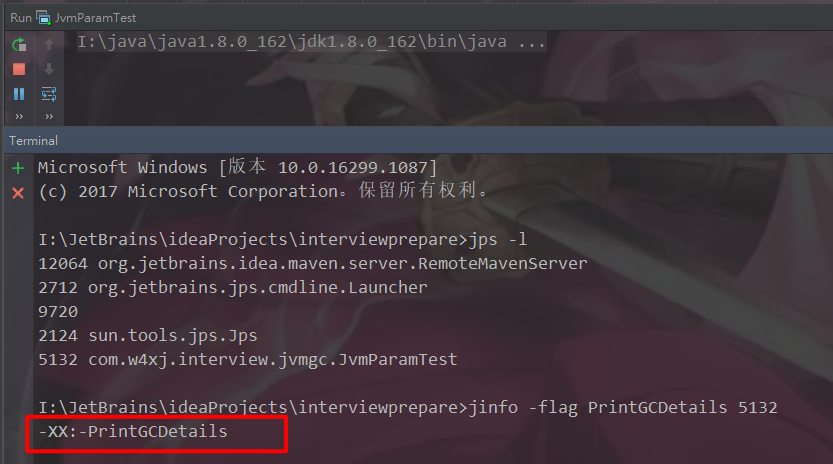 Run JvmParamTest
I:\java\java1.8.0_162\jdk1.8.0_162\bin\java ...
Terminal
Microsoft Windows [版本 10.0.16299.1087]
(c) 2017 Microsoft Corporation。保留所有权利。
I:\JetBrains\ideaProjects\interviewprepare>jps -l
12064 org.jetbrains.idea.maven.server.RemoteMavenServer
2712 org.jetbrains.jps.cmdline.Launcher
9720
2124 sun.tools.jps.Jps
5132 com.w4xj.interview.jvmgc.JvmParamTest
I:\JetBrains\ideaProjects\interviewprepare>jinfo -flag PrintGCDetails 5132
-XX:-PrintGCDetails